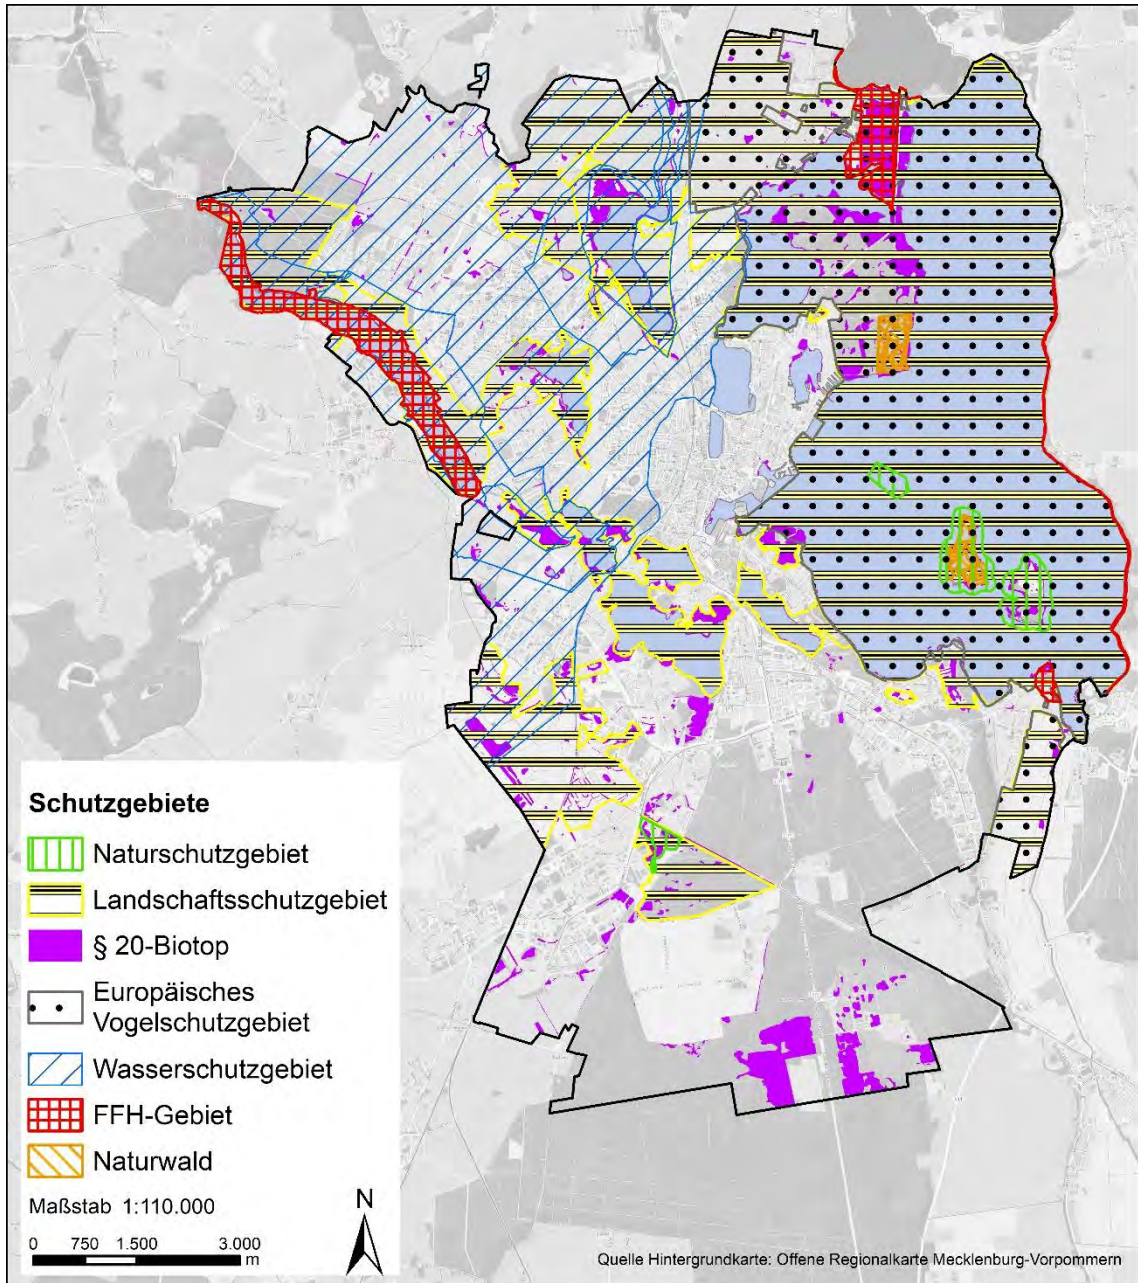 Schutzgebiete
Naturschutzgebiet
Landschaftsschutzgebiet
§ 20-Biotop
Europäisches
Vogelschutzgebiet
Wasserschutzgebiet
FFH-Gebiet
Naturwald
Maßstab 1:110.000
N
0 750 1.500 3.000
m
Quelle Hintergrundkarte: Offene Regionalkarte Mecklenburg-Vorpommern